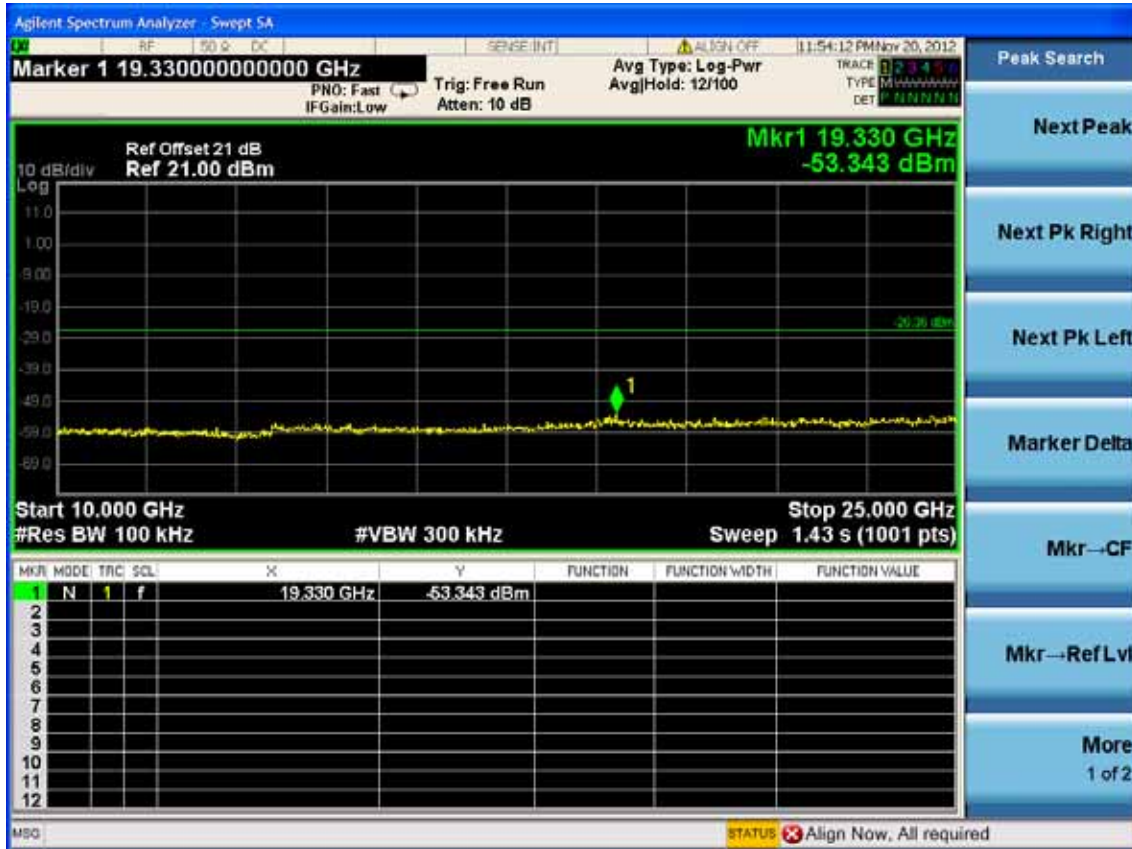 Agilent Spectrum Analyzer - Swept SA
RF 50 Ω DC SENSE:INT ALIGN OFF 11:54:12 PM Nov 20, 2012
Marker 1 19.330000000000 GHz
PNO: Fast
IFGain:Low
Trig: Free Run
Atten: 10 dB
Avg Type: Log-Pwr
Avg|Hold: 12/100
TRACE 1 2 3 4 5 6
TYPE M
DET P N N N N N
Peak Search
Next Peak
Next Pk Right
Next Pk Left
Marker Delta
Mkr→CF
Mkr→Ref Lvl
More
1 of 2
Mkr1 19.330 GHz
-53.343 dBm
Ref Offset 21 dB
10 dB/div Ref 21.00 dBm
Log
11.0
1.00
-9.00
-19.0
-29.0
-39.0
-49.0
-59.0
-69.0
1
Start 10.000 GHz Stop 25.000 GHz
#Res BW 100 kHz #VBW 300 kHz Sweep 1.43 s (1001 pts)
MKR MODE TRC SCL X Y FUNCTION FUNCTION WIDTH FUNCTION VALUE
1 N 1 f 19.330 GHz -53.343 dBm
2
3
4
5
6
7
8
9
10
11
12
MSG STATUS Align Now, All required